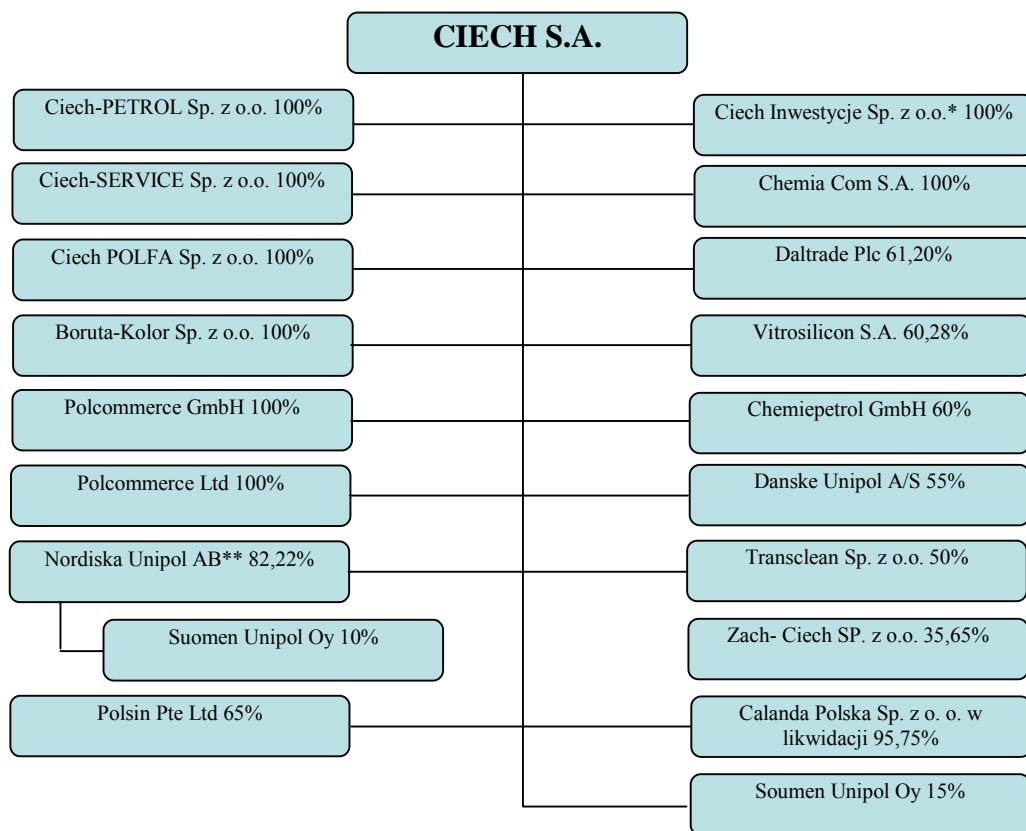 CIECH S.A.
Ciech-PETROL Sp. z o.o. 100%
Ciech Inwestycje Sp. z o.o.* 100%
Ciech-SERVICE Sp. z o.o. 100%
Chemia Com S.A. 100%
Ciech POLFA Sp. z o.o. 100%
Daltrade Plc 61,20%
Boruta-Kolor Sp. z o.o. 100%
Vitrosilicon S.A. 60,28%
Polcommerce GmbH 100%
Chemiepetrol GmbH 60%
Polcommerce Ltd 100%
Danske Unipol A/S 55%
Nordiska Unipol AB** 82,22%
Transclean Sp. z o.o. 50%
Suomen Unipol Oy 10%
Zach- Ciech SP. z o.o. 35,65%
Polsin Pte Ltd 65%
Calanda Polska Sp. z o. o. w
likwidacji 95,75%
Soumen Unipol Oy 15%